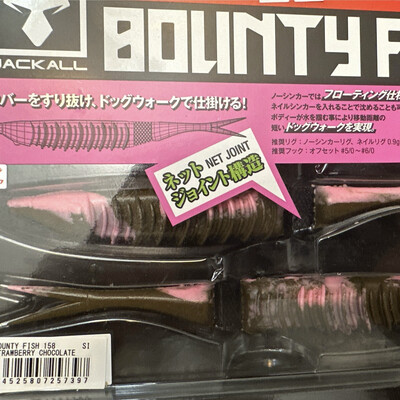 JACKALL
BOUNTY F
バーをすり抜け、ドッグウォークで仕掛ける!
ノーシンカーでは、フローティング仕様
ネイルシンカーを入れることで沈めることも可
ボディーが水を掴む事により移動距離の
短いドッグウォークを実現。
推奨リグ:ノーシンカーリグ、ネイルリグ 0.9g
推奨フック:オフセット #5/0~#6/0
ネット NET JOINT
ジョイント構造
OUNTY FISH 158 SI
TRAWBERRY CHOCOLATE
4525807257397